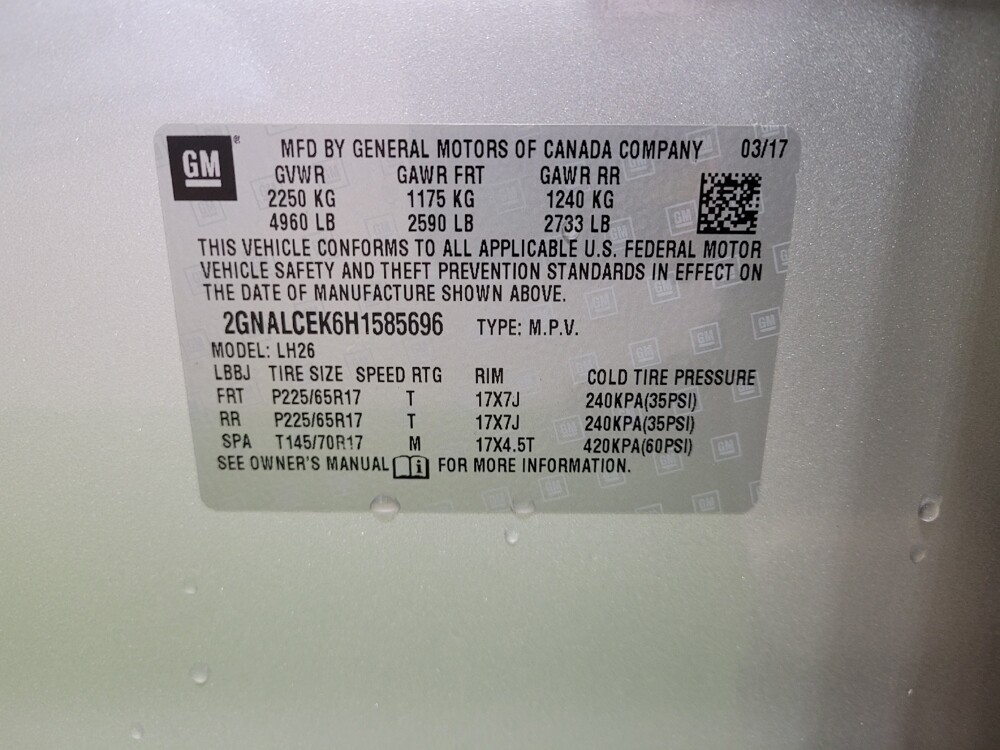 GM® MFD BY GENERAL MOTORS OF CANADA COMPANY 03/17
GVWR GAWR FRT GAWR RR
2250 KG 1175 KG 1240 KG
4960 LB 2590 LB 2733 LB
THIS VEHICLE CONFORMS TO ALL APPLICABLE U.S. FEDERAL MOTOR
VEHICLE SAFETY AND THEFT PREVENTION STANDARDS IN EFFECT ON
THE DATE OF MANUFACTURE SHOWN ABOVE.
2GNALCEK6H1585696 TYPE: M.P.V.
MODEL: LH26
LBBJ TIRE SIZE SPEED RTG RIM COLD TIRE PRESSURE
FRT P225/65R17 T 17X7J 240KPA(35PSI)
RR P225/65R17 T 17X7J 240KPA(35PSI)
SPA T145/70R17 M 17X4.5T 420KPA(60PSI)
SEE OWNER'S MANUAL i FOR MORE INFORMATION.